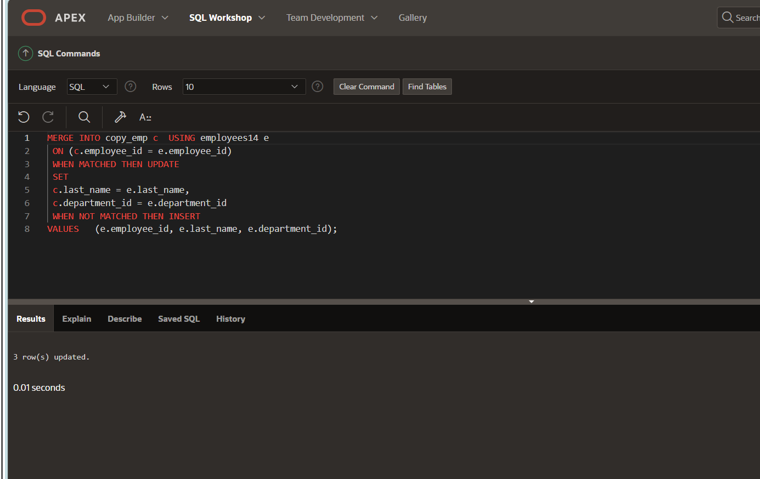 APEX App Builder SQL Workshop Team Development Gallery Search
SQL Commands
Language SQL ? Rows 10 ? Clear Command Find Tables
A
1 MERGE INTO copy_emp c  USING employees14 e
2 ON (c.employee_id = e.employee_id)
3 WHEN MATCHED THEN UPDATE
4 SET
5 c.last_name = e.last_name,
6 c.department_id = e.department_id
7 WHEN NOT MATCHED THEN INSERT
8 VALUES   (e.employee_id, e.last_name, e.department_id);
Results Explain Describe Saved SQL History
3 row(s) updated.
0.01 seconds